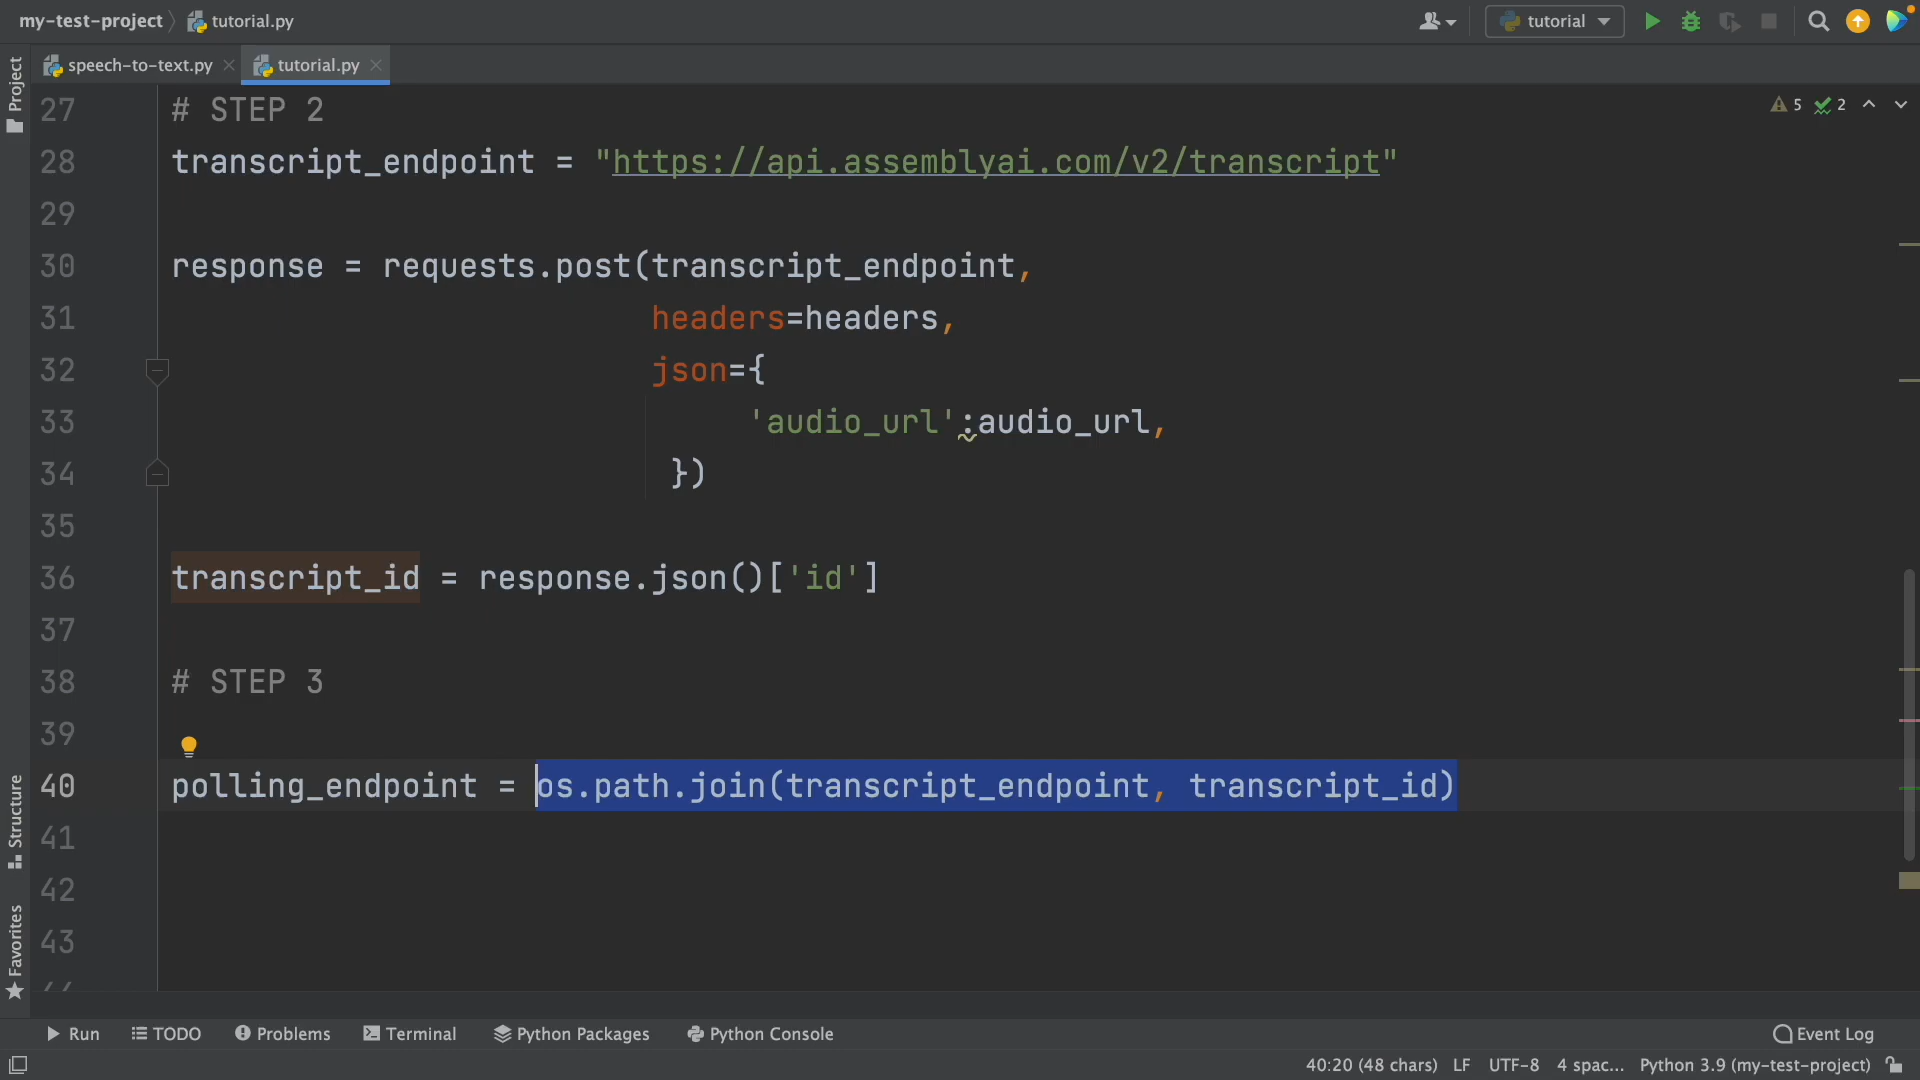 my-test-project
tutorial.py
tutorial
Project
speech-to-text.py
tutorial.py
5
2
27 # STEP 2
28 transcript_endpoint = "https://api.assemblyai.com/v2/transcript"
29
30 response = requests.post(transcript_endpoint,
31 headers=headers,
32 json={
33 'audio_url':audio_url,
34 })
35
36 transcript_id = response.json()['id']
37
38 # STEP 3
39
40 polling_endpoint = os.path.join(transcript_endpoint, transcript_id)
41
42
43
Structure
Favorites
Run
TODO
Problems
Terminal
Python Packages
Python Console
Event Log
40:20 (48 chars)
LF
UTF-8
4 spac...
Python 3.9 (my-test-project)